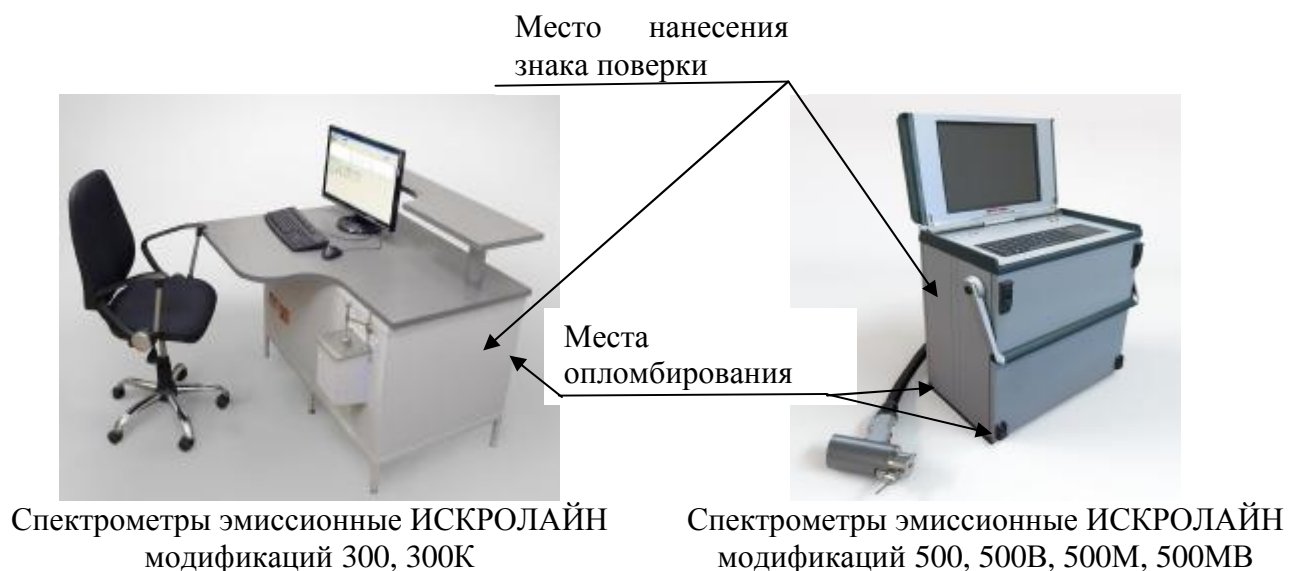 Место нанесения
знака поверки
Места
опломбирования
Спектрометры эмиссионные ИСКРОЛАЙН
модификаций 300, 300К
Спектрометры эмиссионные ИСКРОЛАЙН
модификаций 500, 500В, 500М, 500МВ